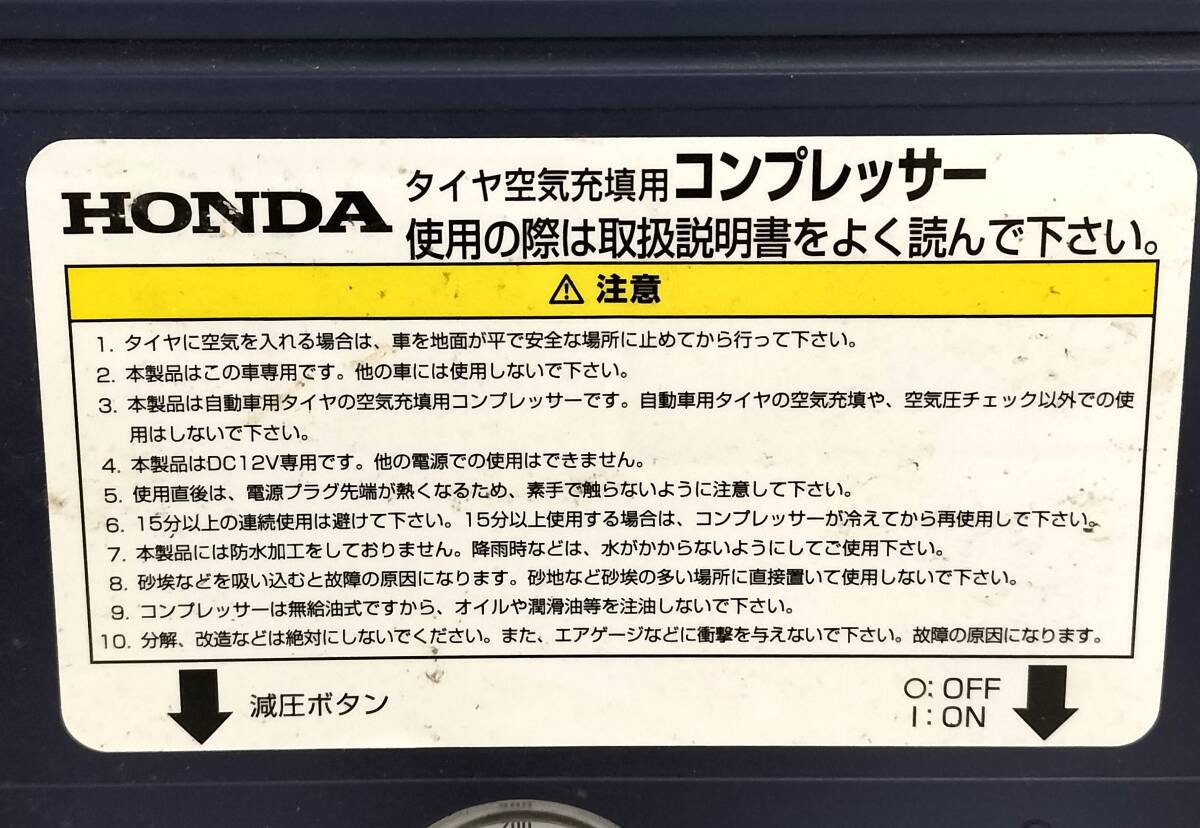 HONDA
タイヤ空気充填用コンプレッサー
使用の際は取扱説明書をよく読んで下さい。
⚠ 注意
1. タイヤに空気を入れる場合は、車を地面が平で安全な場所に止めてから行って下さい。
2. 本製品はこの車専用です。他の車には使用しないで下さい。
3. 本製品は自動車用タイヤの空気充填用コンプレッサーです。自動車用タイヤの空気充填や、空気圧チェック以外での使
用はしないで下さい。
4. 本製品はDC12V専用です。他の電源での使用はできません。
5. 使用直後は、電源プラグ先端が熱くなるため、素手で触らないように注意して下さい。
6. 15分以上の連続使用は避けて下さい。15分以上使用する場合は、コンプレッサーが冷えてから再使用して下さい。
7. 本製品には防水加工をしておりません。降雨時などは、水がかからないようにしてご使用下さい。
8. 砂埃などを吸い込むと故障の原因になります。砂地など砂埃の多い場所に直接置いて使用しないで下さい。
9. コンプレッサーは無給油式ですから、オイルや潤滑油等を注油しないで下さい。
10. 分解、改造などは絶対にしないでください。また、エアゲージなどに衝撃を与えないで下さい。故障の原因になります。
減圧ボタン
○: OFF
I: ON